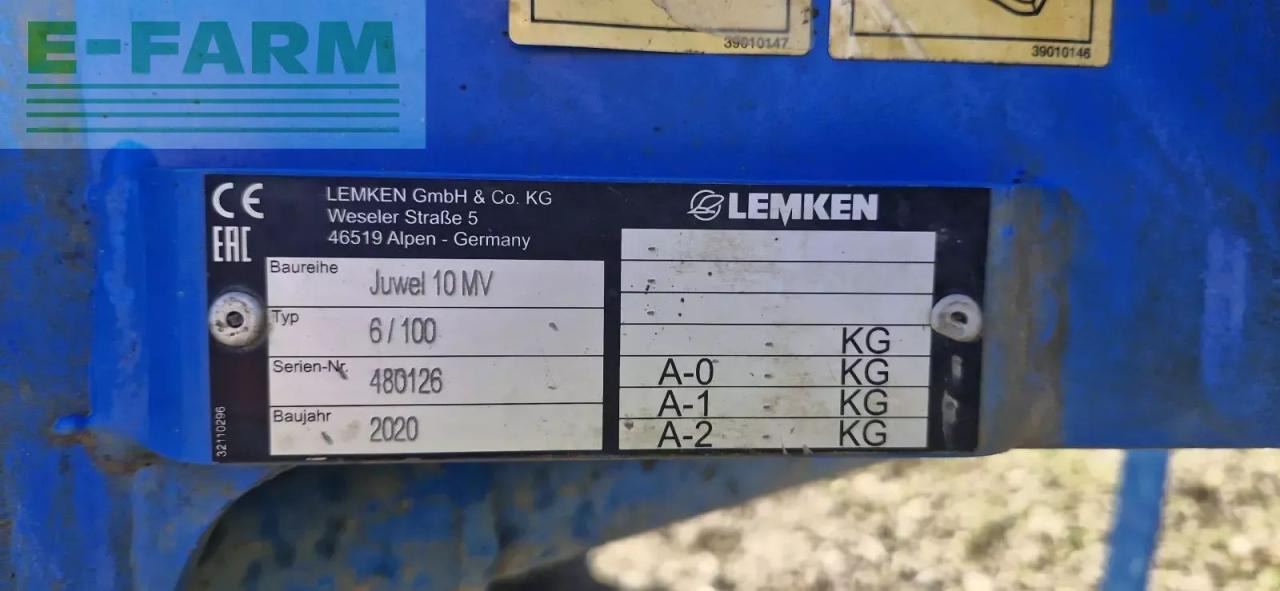 E-FARM
39010147
39010146
CE
EAC
LEMKEN GmbH & Co. KG
Weseler Straße 5
46519 Alpen - Germany
LEMKEN
Baureihe Juwel 10 MV
Typ 6/100
Serien-Nr. 480126
Baujahr 2020
32110296
KG
A-0 - KG
A-1 - KG
A-2 - KG